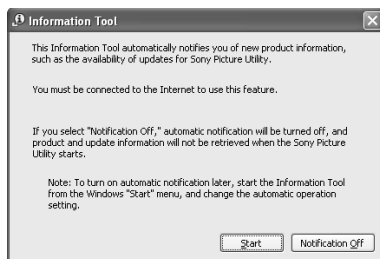 Information Tool
This Information Tool automatically notifies you of new product information,
such as the availability of updates for Sony Picture Utility.
You must be connected to the Internet to use this feature.
If you select "Notification Off," automatic notification will be turned off, and
product and update information will not be retrieved when the Sony Picture
Utility starts.
Note: To turn on automatic notification later, start the Information Tool
from the Windows "Start" menu, and change the automatic operation
setting.
Start
Notification Off